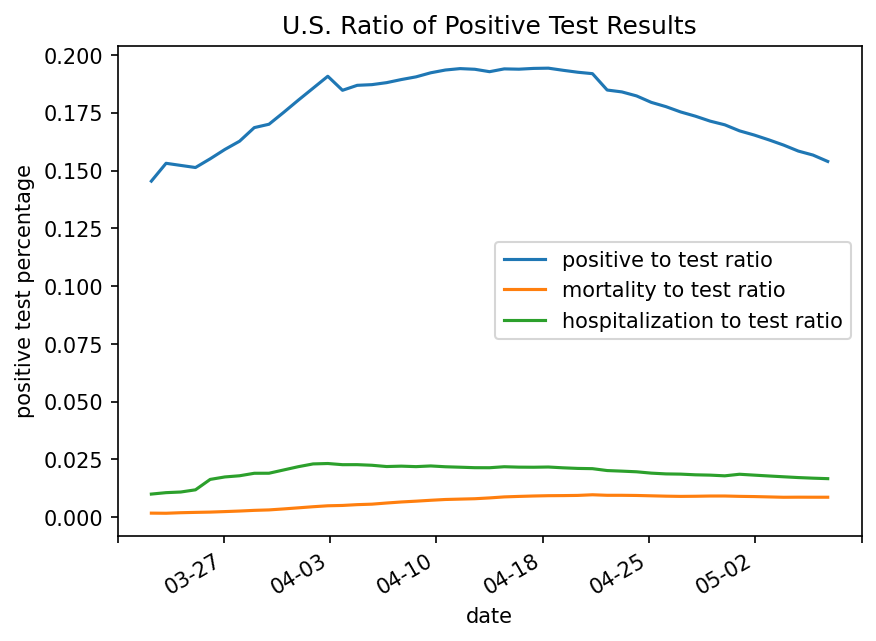 U.S. Ratio of Positive Test Results
0.200
0.175
0.150
0.125
0.100
0.075
0.050
0.025
0.000
positive test percentage
positive to test ratio
mortality to test ratio
hospitalization to test ratio
03-27
04-03
04-10
04-18
04-25
05-02
date